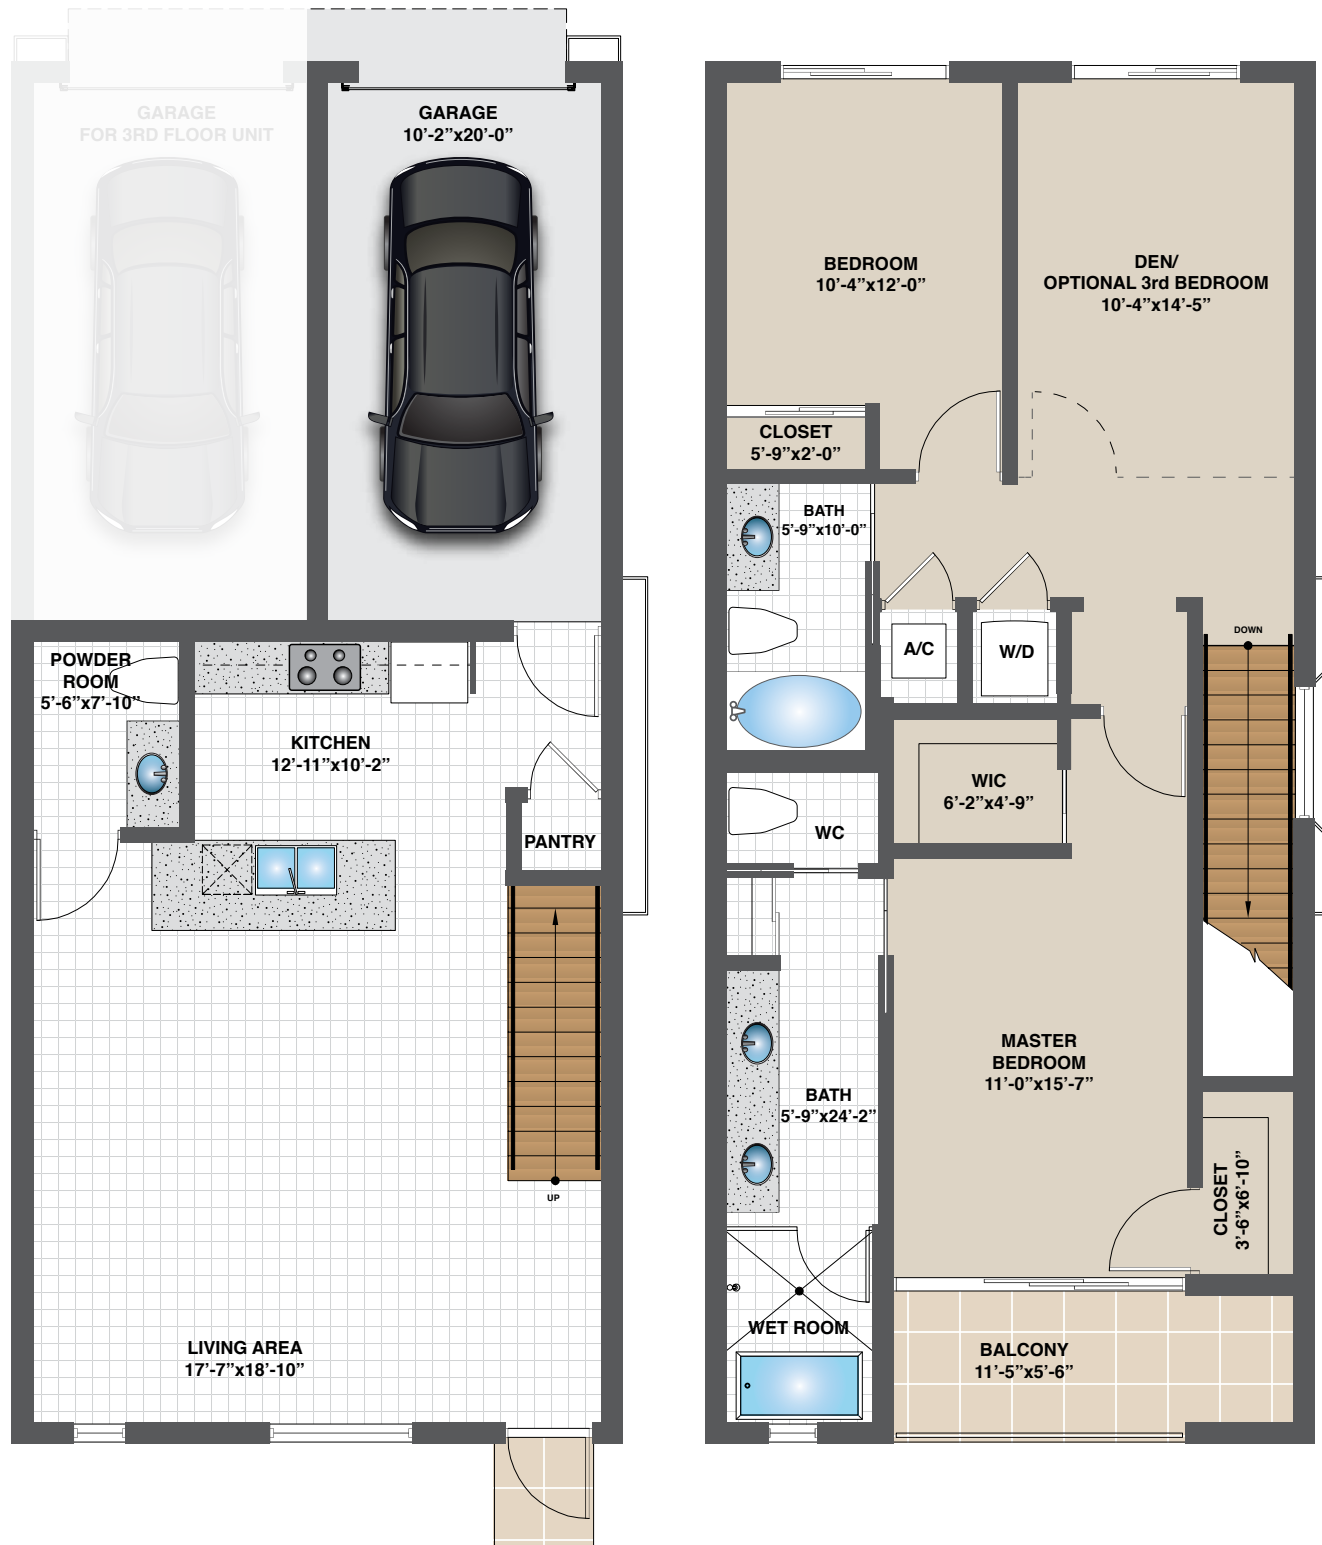 GARAGE
FOR 3RD FLOOR UNIT
GARAGE
10'-2”x20'-0”
POWDER
ROOM
5'-6”x7'-10”
KITCHEN
12'-11”x10'-2”
PANTRY
UP
LIVING AREA
17'-7”x18'-10”
BEDROOM
10'-4”x12'-0”
DEN/
OPTIONAL 3rd BEDROOM
10'-4”x14'-5”
CLOSET
5'-9”x2'-0”
BATH
5'-9”x10'-0”
A/C
W/D
DOWN
WIC
6'-2”x4'-9”
WC
MASTER
BEDROOM
11'-0”x15'-7”
BATH
5'-9”x24'-2”
CLOSET
3'-6”x6'-10”
WET ROOM
BALCONY
11'-5”x5'-6”